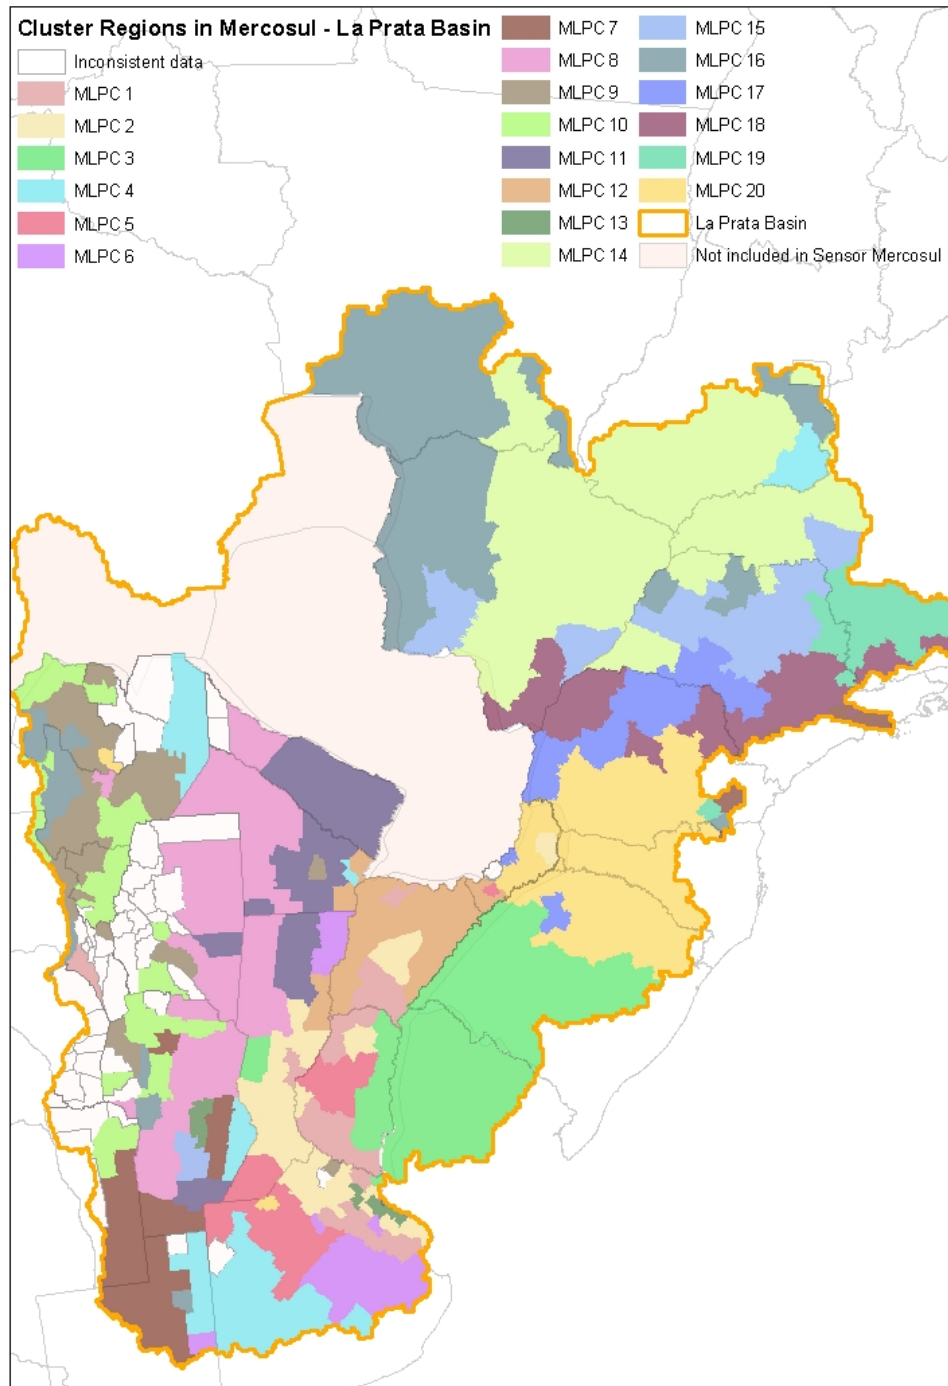 Cluster Regions in Mercosul - La Prata Basin
Inconsistent data
MLPC 1
MLPC 2
MLPC 3
MLPC 4
MLPC 5
MLPC 6
MLPC 7
MLPC 8
MLPC 9
MLPC 10
MLPC 11
MLPC 12
MLPC 13
MLPC 14
MLPC 15
MLPC 16
MLPC 17
MLPC 18
MLPC 19
MLPC 20
La Prata Basin
Not included in Sensor Mercosul